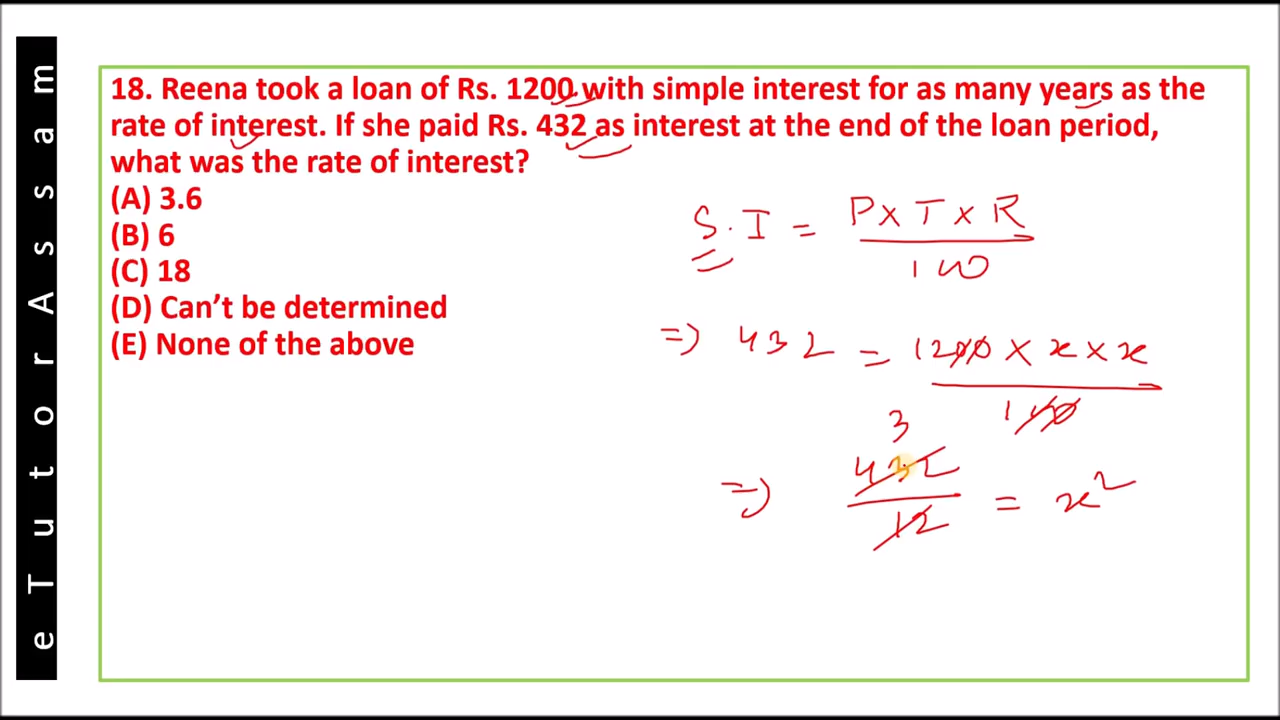 eTutorAssam
18. Reena took a loan of Rs. 1200 with simple interest for as many years as the
rate of interest. If she paid Rs. 432 as interest at the end of the loan period,
what was the rate of interest?
(A) 3.6
(B) 6
(C) 18
(D) Can’t be determined
(E) None of the above
S.I = P×T×R
100
=> 432 = 1200 × x × x
100
3
=> 432
12 = x²